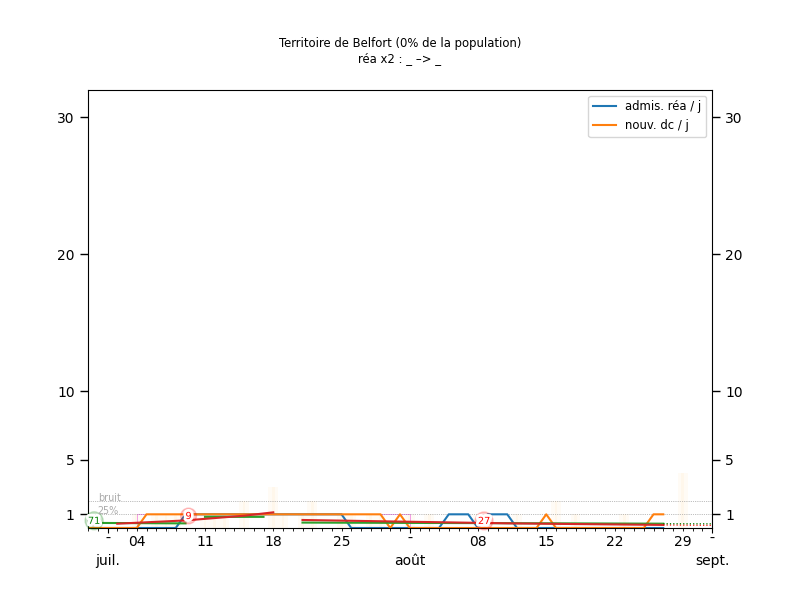 Territoire de Belfort (0% de la population)
réa x2 : _ –> _
admis. réa / j
nouv. dc / j
30
30
20
20
10
10
5
5
bruit
25%
1
1
71
9
27
- 04 11 18 25 - 08 15 22 29 -
juil. août sept.